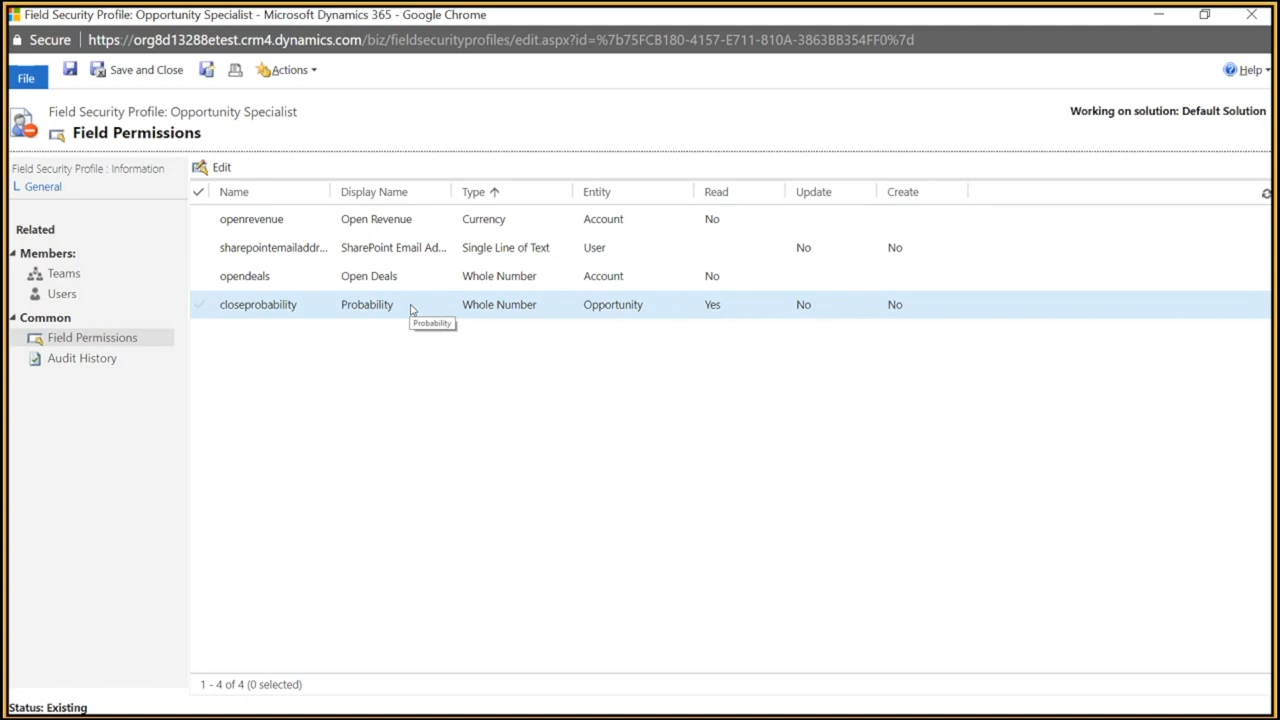 Field Security Profile: Opportunity Specialist - Microsoft Dynamics 365 - Google Chrome
Secure https://org8d13288etest.crm4.dynamics.com/biz/fieldsecurityprofiles/edit.aspx?id=%7b75FCB180-4157-E711-810A-3863BB354FF0%7d
File Save and Close Actions Help
Field Security Profile: Opportunity Specialist
Field Permissions
Working on solution: Default Solution
Field Security Profile : Information
General
Related
Members:
Teams
Users
Common
Field Permissions
Audit History
Edit
Name Display Name Type Entity Read Update Create
openrevenue Open Revenue Currency Account No
sharepointemailaddr... SharePoint Email Ad... Single Line of Text User No No
opendeals Open Deals Whole Number Account No
closeprobability Probability Whole Number Opportunity Yes No No
Probability
1 - 4 of 4 (0 selected)
Status: Existing